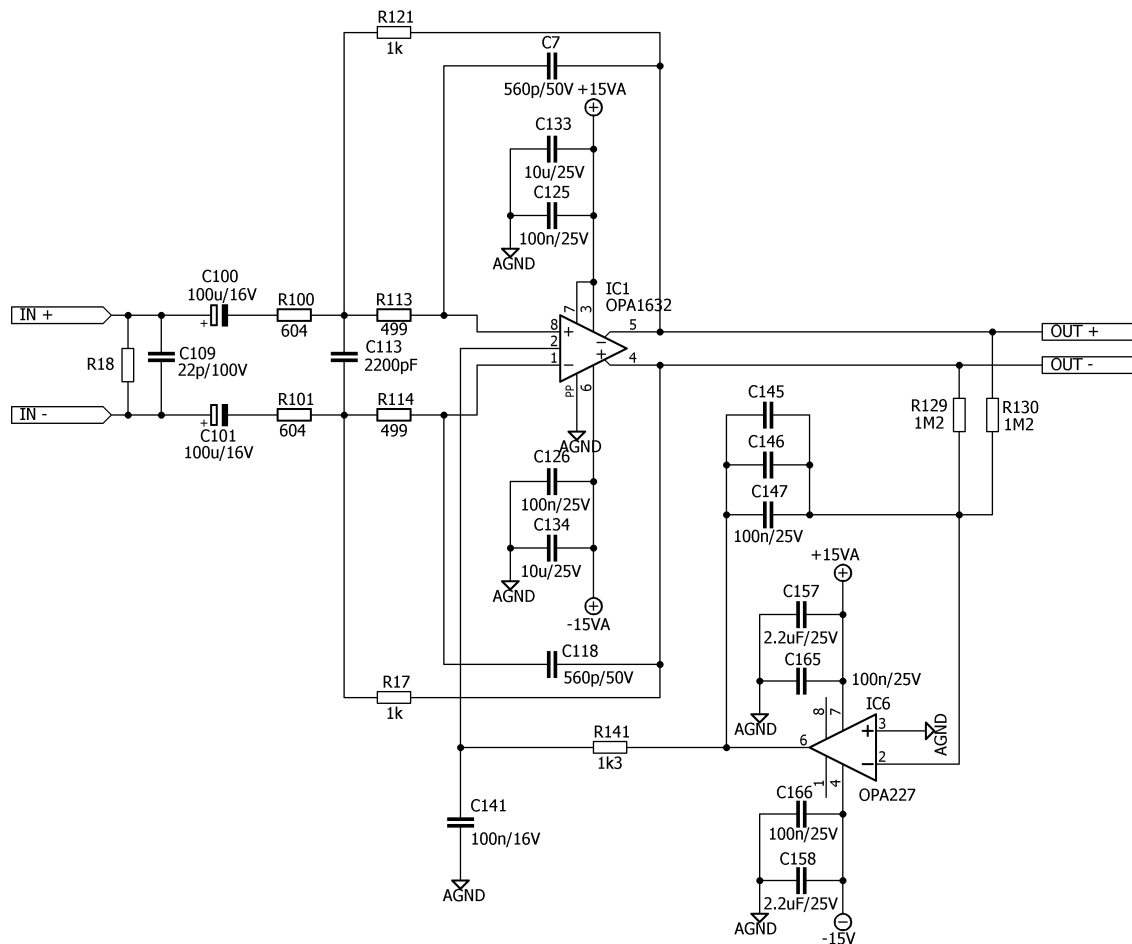 R121
1k
C7
560p/50V
+15VA
C133
10u/25V
C125
100n/25V
AGND
C100
100u/16V
R100
604
R113
499
IC1
OPA1632
IN +
+
7
3
8
+
2
1
−
−
+
5
4
OUT +
OUT -
R18
C109
22p/100V
C113
2200pF
PP
6
IN -
+
C101
100u/16V
R101
604
R114
499
AGND
C145
R129
1M2
R130
1M2
C126
100n/25V
C146
C147
100n/25V
C134
10u/25V
AGND
-15VA
+15VA
C157
2.2uF/25V
C118
560p/50V
C165
100n/25V
R17
1k
AGND
8
7
IC6
R141
1k3
6
+
3
AGND
−
2
1
4
OPA227
C141
100n/16V
C166
100n/25V
C158
2.2uF/25V
AGND
AGND
-15V